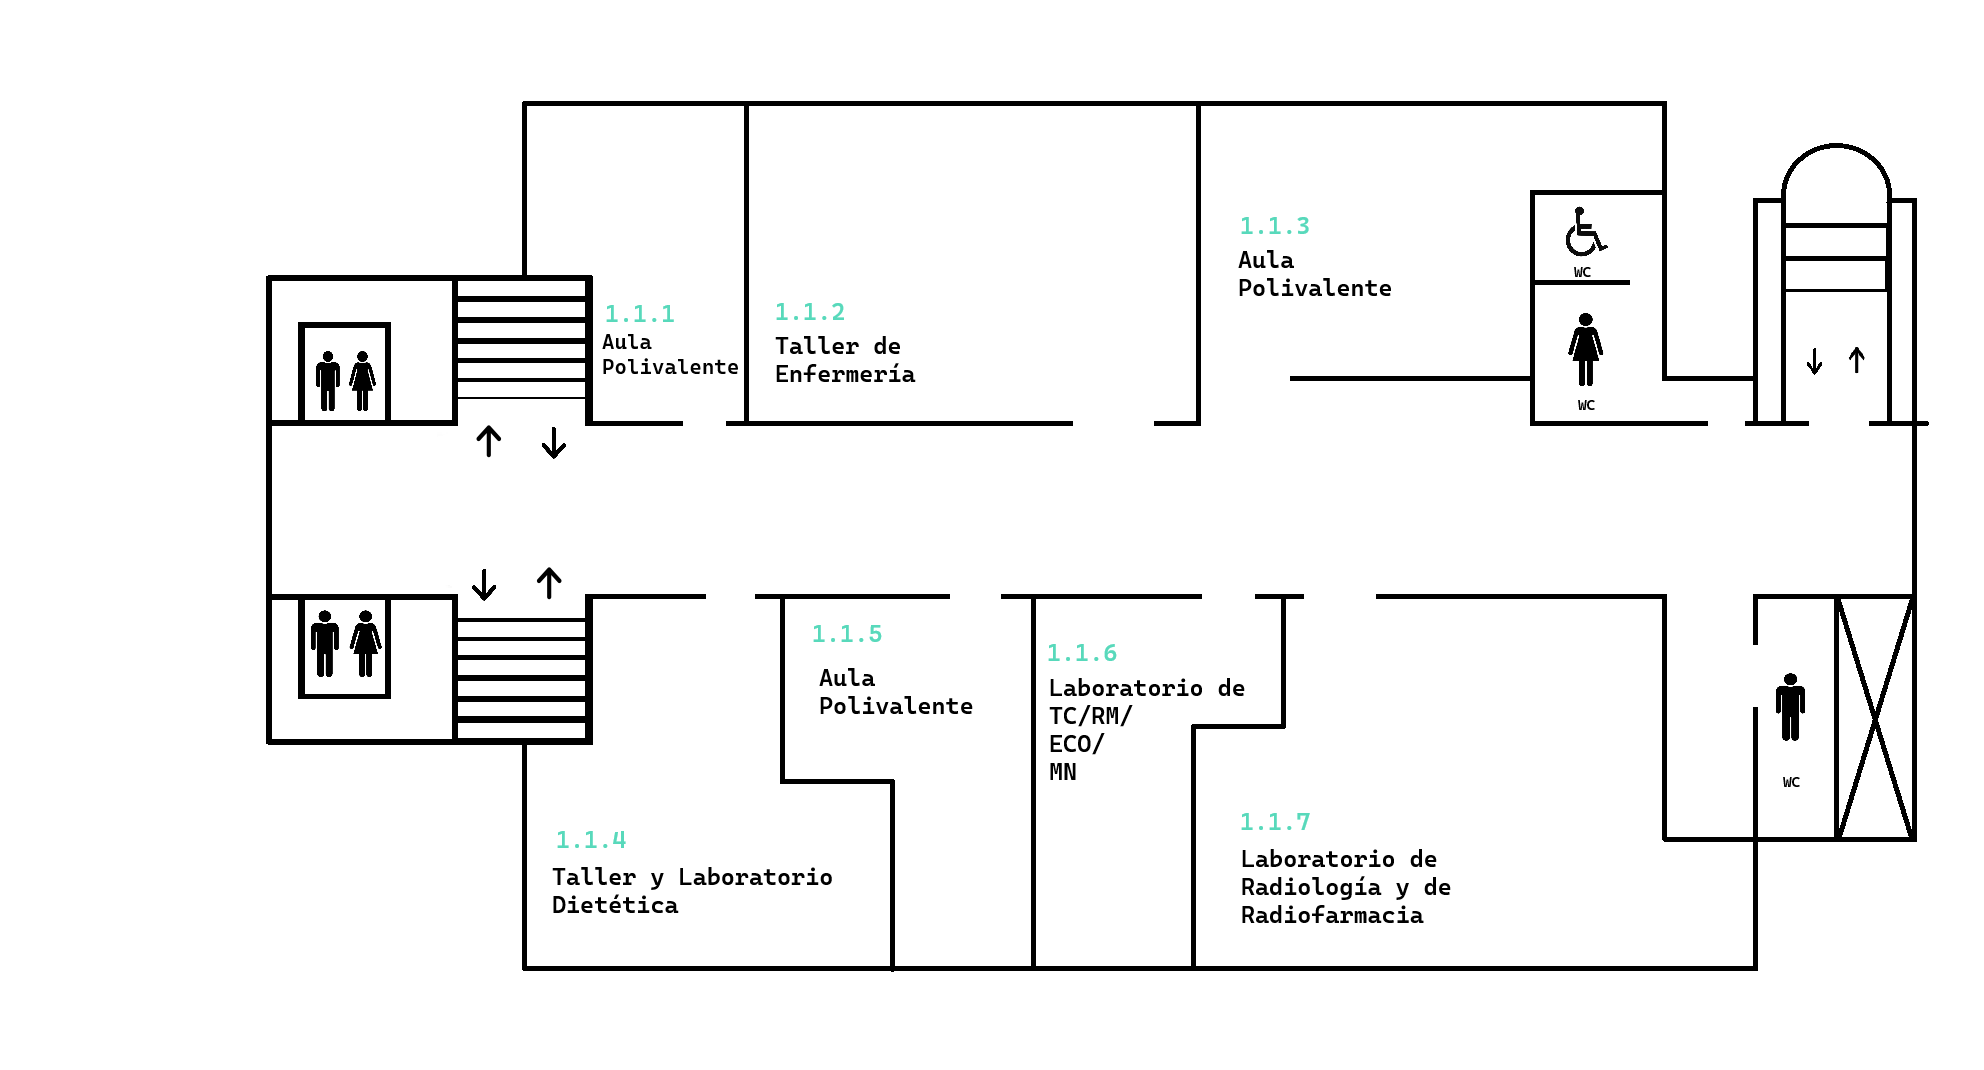 1.1.1
Aula
Polivalente
1.1.2
Taller de
Enfermería
1.1.3
Aula
Polivalente
WC
WC
1.1.4
Taller y Laboratorio
Dietética
1.1.5
Aula
Polivalente
1.1.6
Laboratorio de
TC/RM/
ECO/
MN
1.1.7
Laboratorio de
Radiología y de
Radiofarmacia
WC